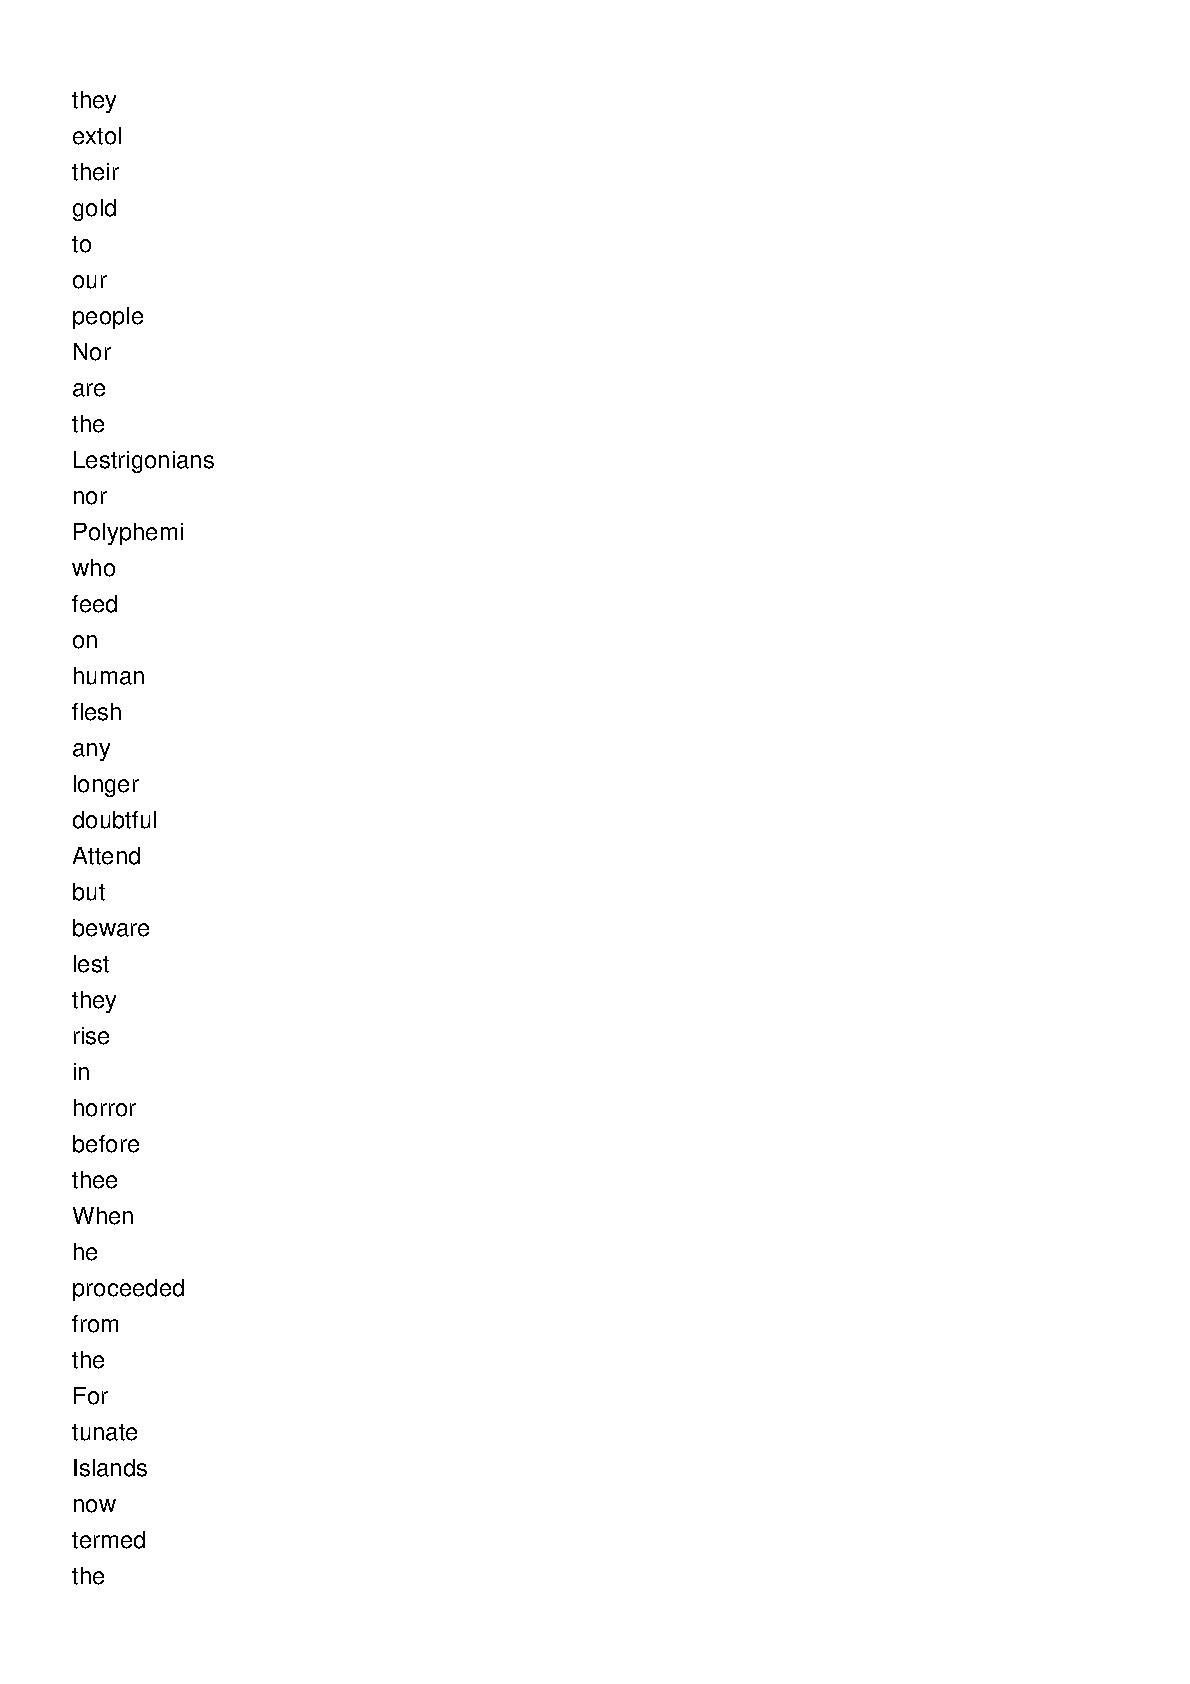 they
extol
their
gold
to
our
people
Nor
are
the
Lestrigonians
nor
Polyphemi
who
feed
on
human
flesh
any
longer
doubtful
Attend
but
beware
lest
they
rise
in
horror
before
thee
When
he
proceeded
from
the
For
tunate
Islands
now
termed
the